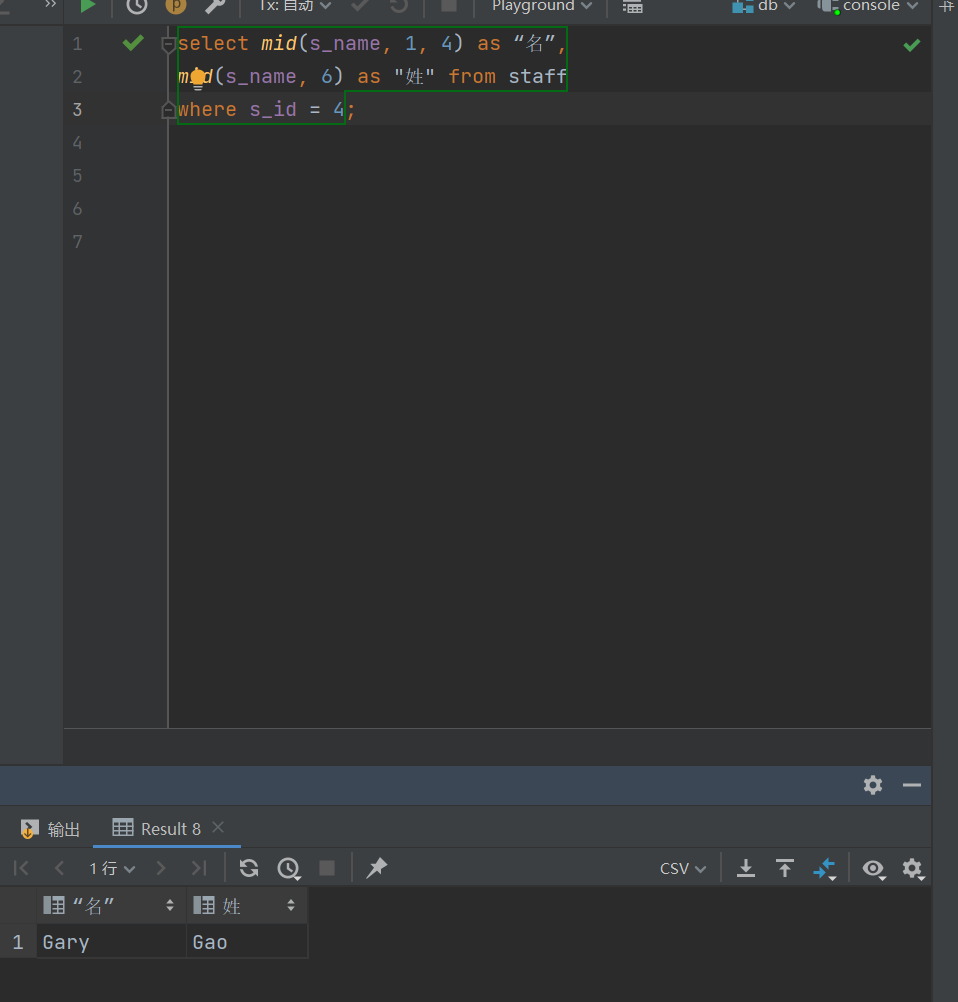 Tx: 自动 Playground db console
1 select mid(s_name, 1, 4) as “名”,
2 mid(s_name, 6) as "姓" from staff
3 where s_id = 4;
4
5
6
7
输出 Result 8
1 行 CSV
“名” 姓
1 Gary Gao